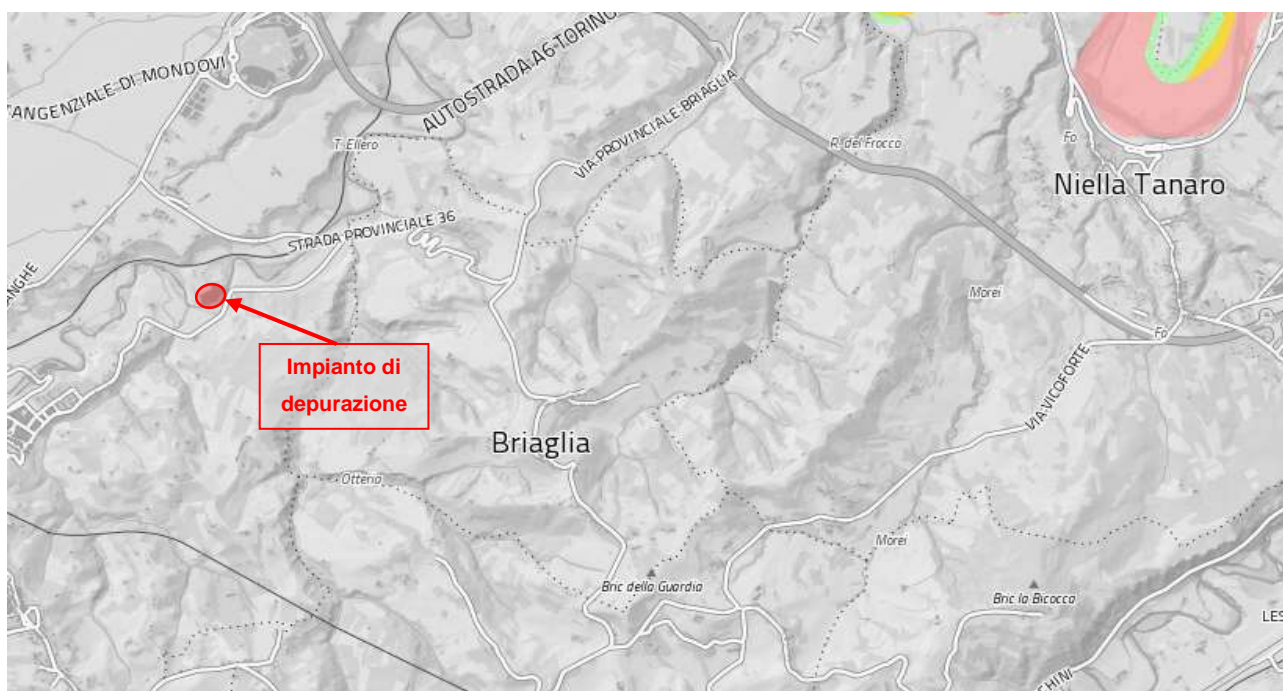 AUTOSTRADA A6 TORINO
TANGENZIALE DI MONDOVI
VIA PROVINCIALE BRIAGLIA
T. Ellero
R. del Frocco
Fo
Niella Tanaro
STRADA PROVINCIALE 36
ANGHE
Morei
Fo
Impianto di
depurazione
VIA VICOFORTE
Briaglia
Otteria
Morei
Bric della Guardia
Bric la Bicocca
LES
CHINI